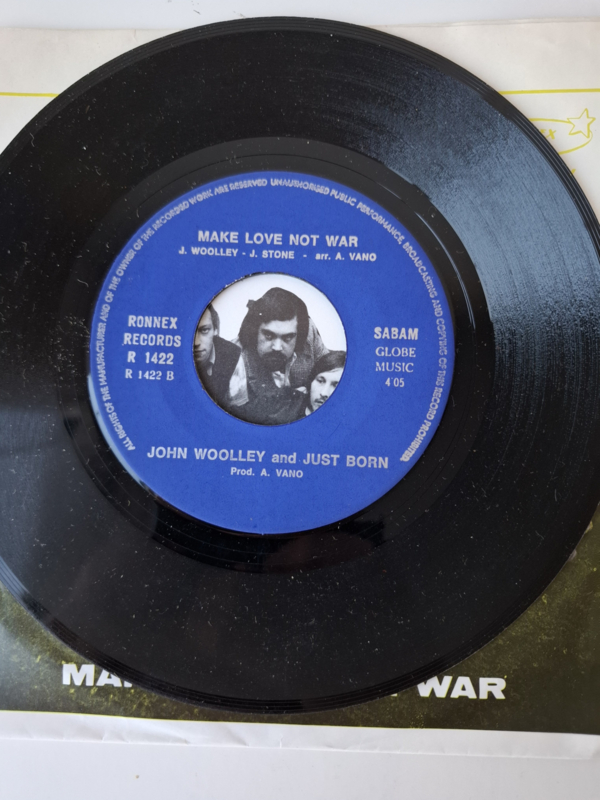 ALL RIGHTS OF THE MANUFACTURER AND OF THE OWNER OF THE RECORDED WORK ARE RESERVED UNAUTHORISED PUBLIC PERFORMANCE, BROADCASTING AND COPYING OF THIS RECORD PROHIBITED
MAKE LOVE NOT WAR
J. WOOLLEY - J. STONE - arr. A. VANO
RONNEX
RECORDS
R 1422
R 1422 B
SABAM
GLOBE
MUSIC
4'05
JOHN WOOLLEY and JUST BORN
Prod. A. VANO
WAR